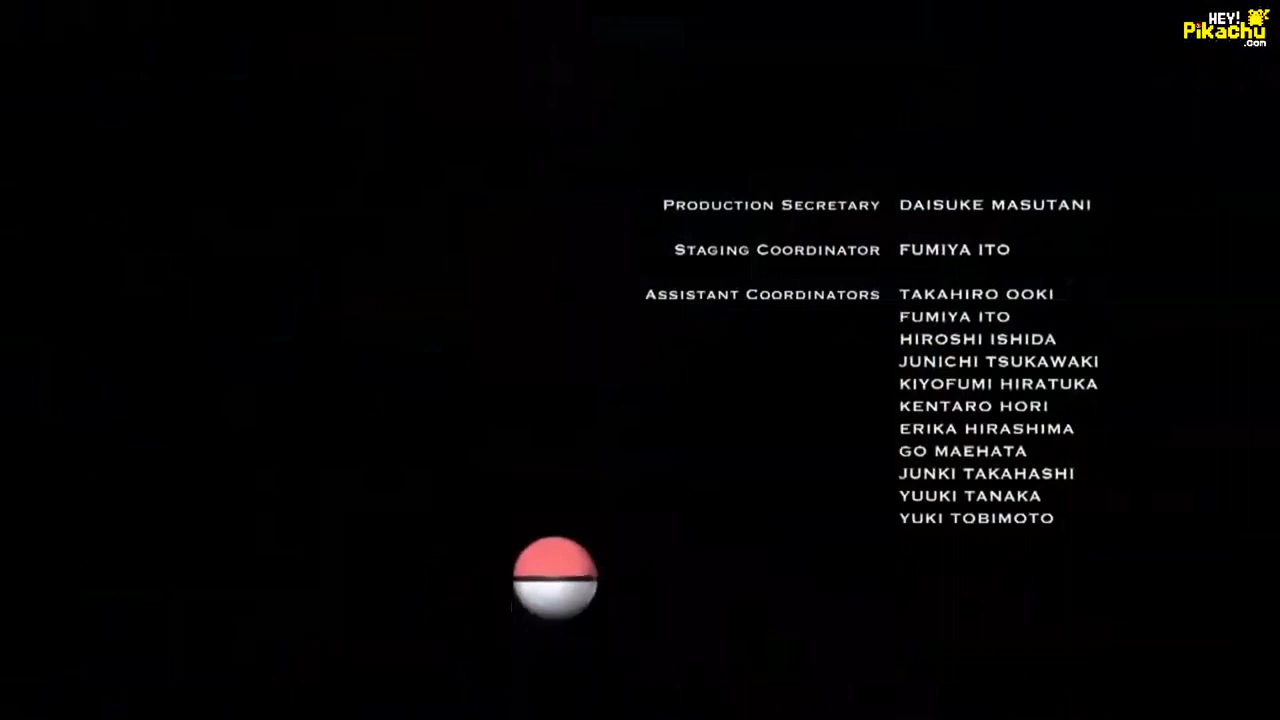 HEY!
Pikachu
.com
PRODUCTION SECRETARY DAISUKE MASUTANI
STAGING COORDINATOR FUMIYA ITO
ASSISTANT COORDINATORS TAKAHIRO OOKI
FUMIYA ITO
HIROSHI ISHIDA
JUNICHI TSUKAWAKI
KIYOFUMI HIRATUKA
KENTARO HORI
ERIKA HIRASHIMA
GO MAEHATA
JUNKI TAKAHASHI
YUUKI TANAKA
YUKI TOBIMOTO